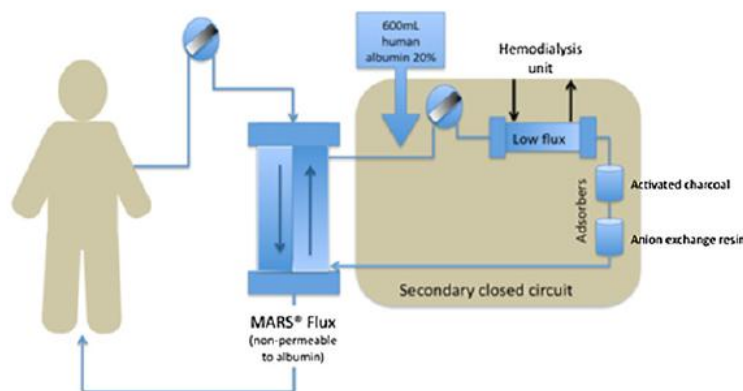 600mL
human
albumin 20%
Hemodialysis
unit
Low flux
Adsorbers
Activated charcoal
Anion exchange resin
Secondary closed circuit
MARS® Flux
(non-permeable
to albumin)